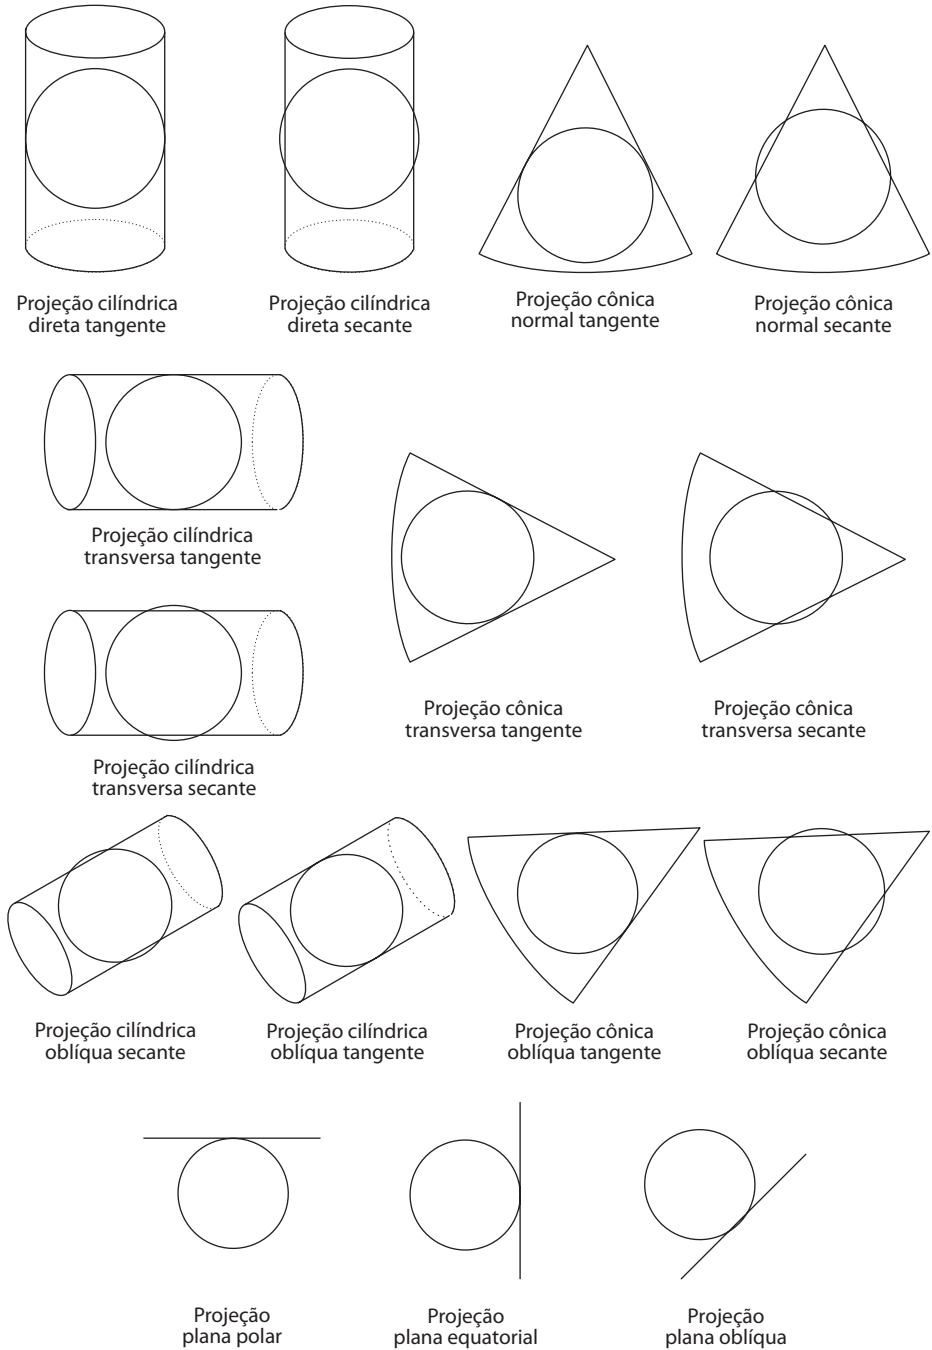 Projeção cilíndrica
direta tangente
Projeção cilíndrica
direta secante
Projeção cônica
normal tangente
Projeção cônica
normal secante
Projeção cilíndrica
transversa tangente
Projeção cilíndrica
transversa secante
Projeção cônica
transversa tangente
Projeção cônica
transversa secante
Projeção cilíndrica
oblíqua secante
Projeção cilíndrica
oblíqua tangente
Projeção cônica
oblíqua tangente
Projeção cônica
oblíqua secante
Projeção
plana polar
Projeção
plana equatorial
Projeção
plana oblíqua